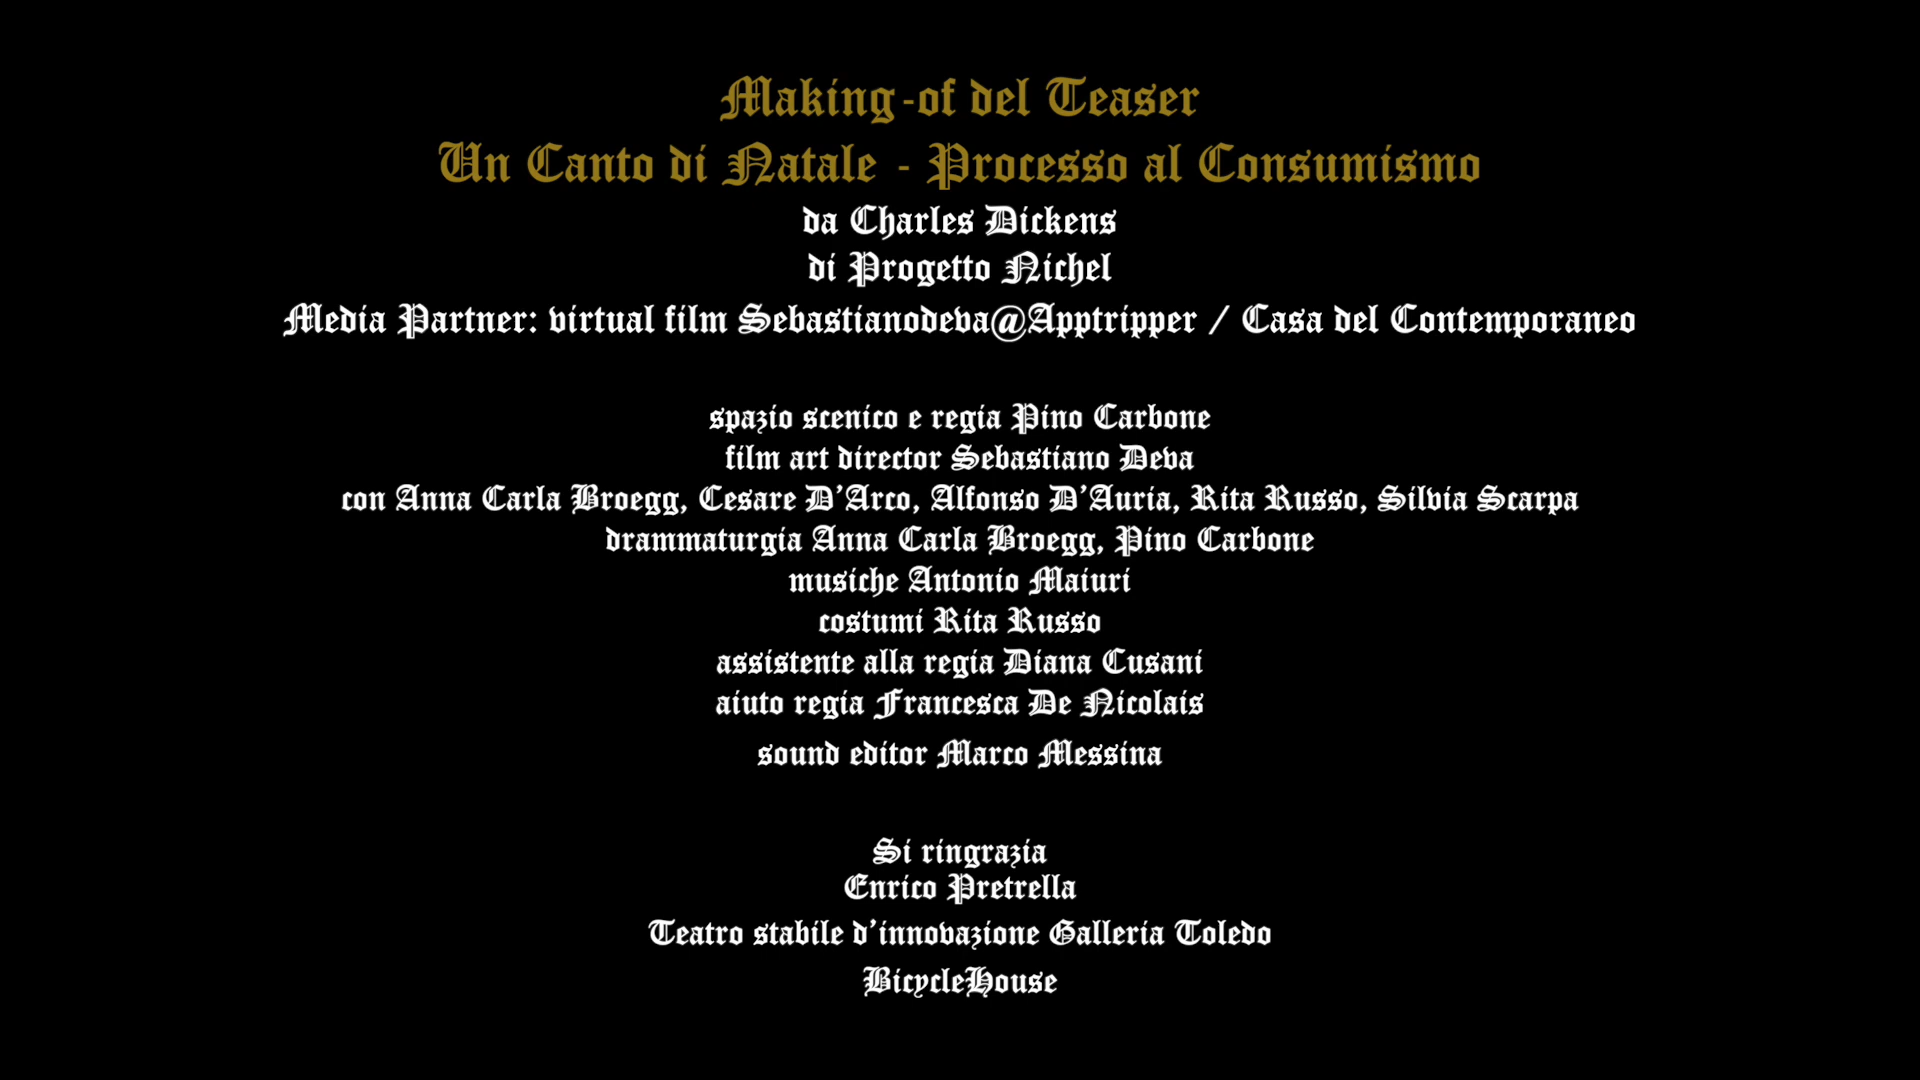 Making-of del Teaser
Un Canto di Natale - Processo al Consumismo
da Charles Dickens
di Progetto Nichel
Media Partner: virtual film Sebastianodeva@Apptripper / Casa del Contemporaneo
spazio scenico e regia Pino Carbone
film art director Sebastiano Deva
con Anna Carla Broegg, Cesare D'Arco, Alfonso D'Auria, Rita Russo, Silvia Scarpa
drammaturgia Anna Carla Broegg, Pino Carbone
musiche Antonio Maiuri
costumi Rita Russo
assistente alla regia Diana Cusani
aiuto regia Francesca De Nicolais
sound editor Marco Messina
Si ringrazia
Enrico Pretrella
Teatro stabile d'innovazione Galleria Toledo
BicycleHouse